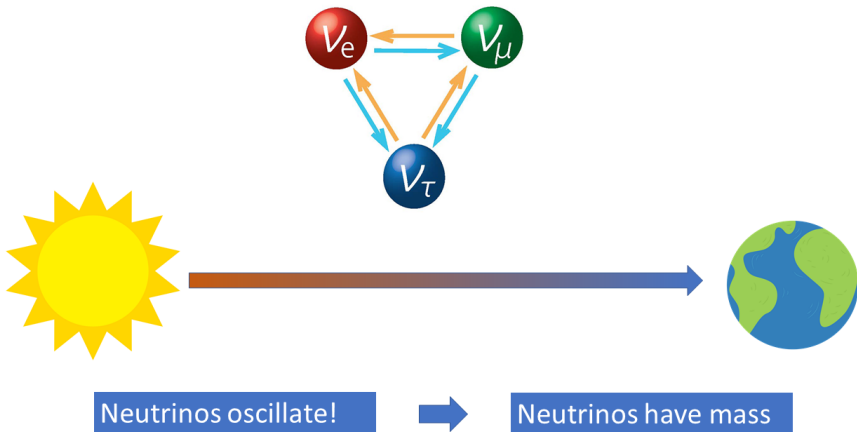 νe
νμ
ντ
Neutrinos oscillate!
Neutrinos have mass